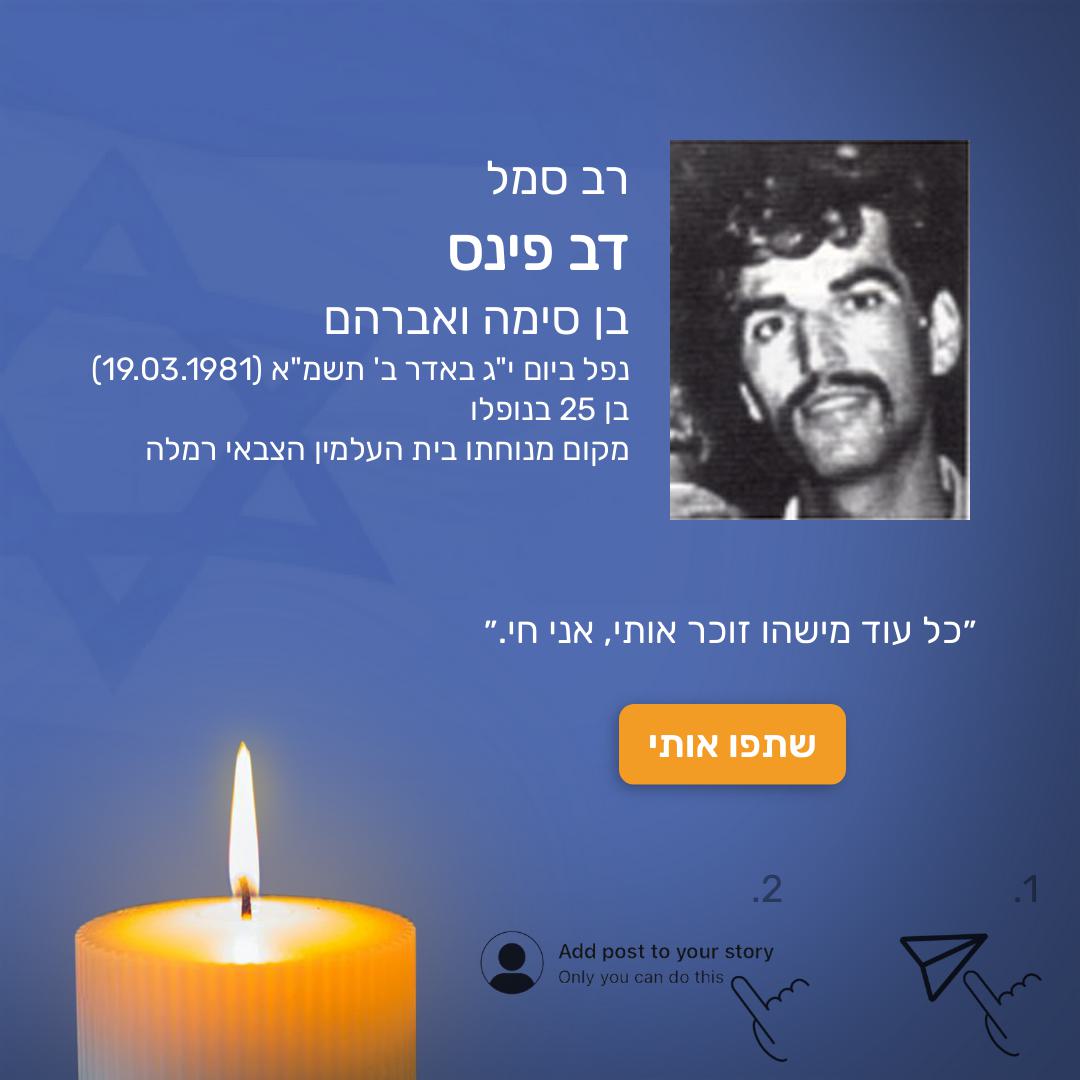 רב סמל
דב פינס
בן סימה ואברהם
נפל ביום י"ג באדר ב' תשמ"א (19.03.1981)
בן 25 בנופלו
מקום מנוחתו בית העלמין הצבאי רמלה
״כל עוד מישהו זוכר אותי, אני חי.״
שתפו אותי
1.
2.
Add post to your story
Only you can do this